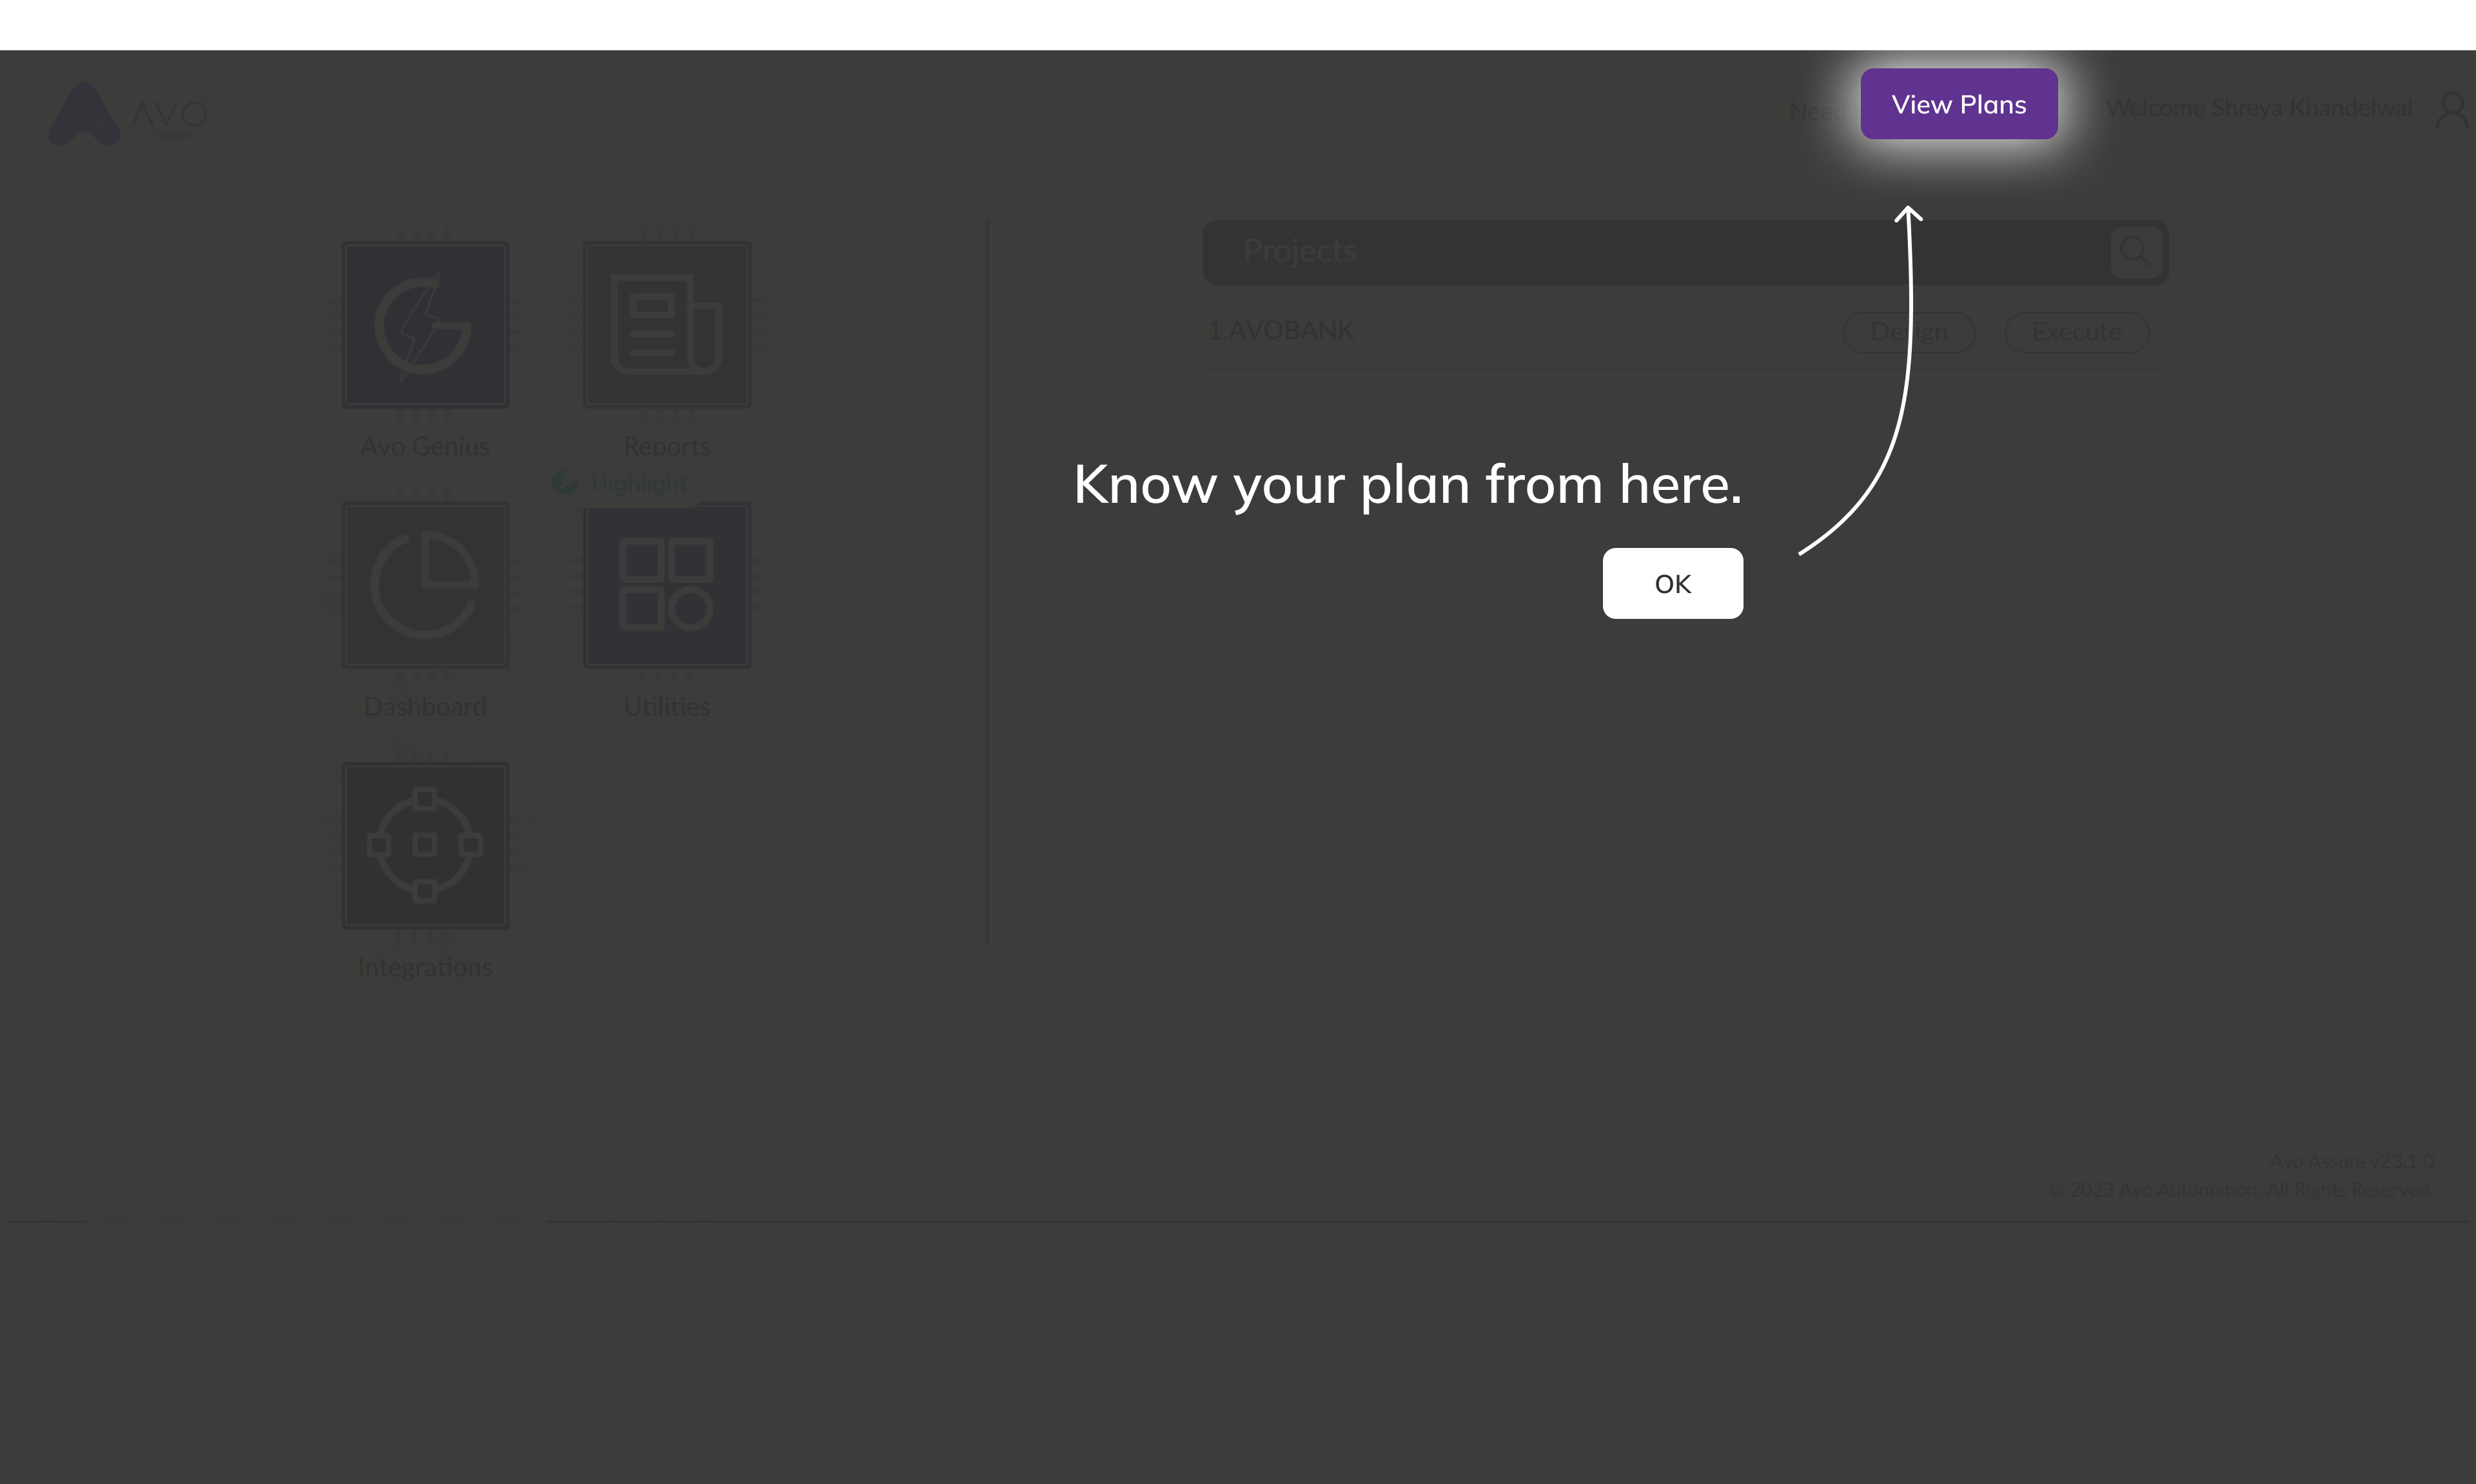 AVO
Assure
Need
View Plans
Welcome Shreya Khandelwal
Projects
1.AVOBANK
Design
Execute
Avo Genius
Reports
Highlight
Know your plan from here.
OK
Dashboard
Utilities
Integrations
Avo Assure v23.1.0
© 2023 Avo Automation. All Rights Reserved.